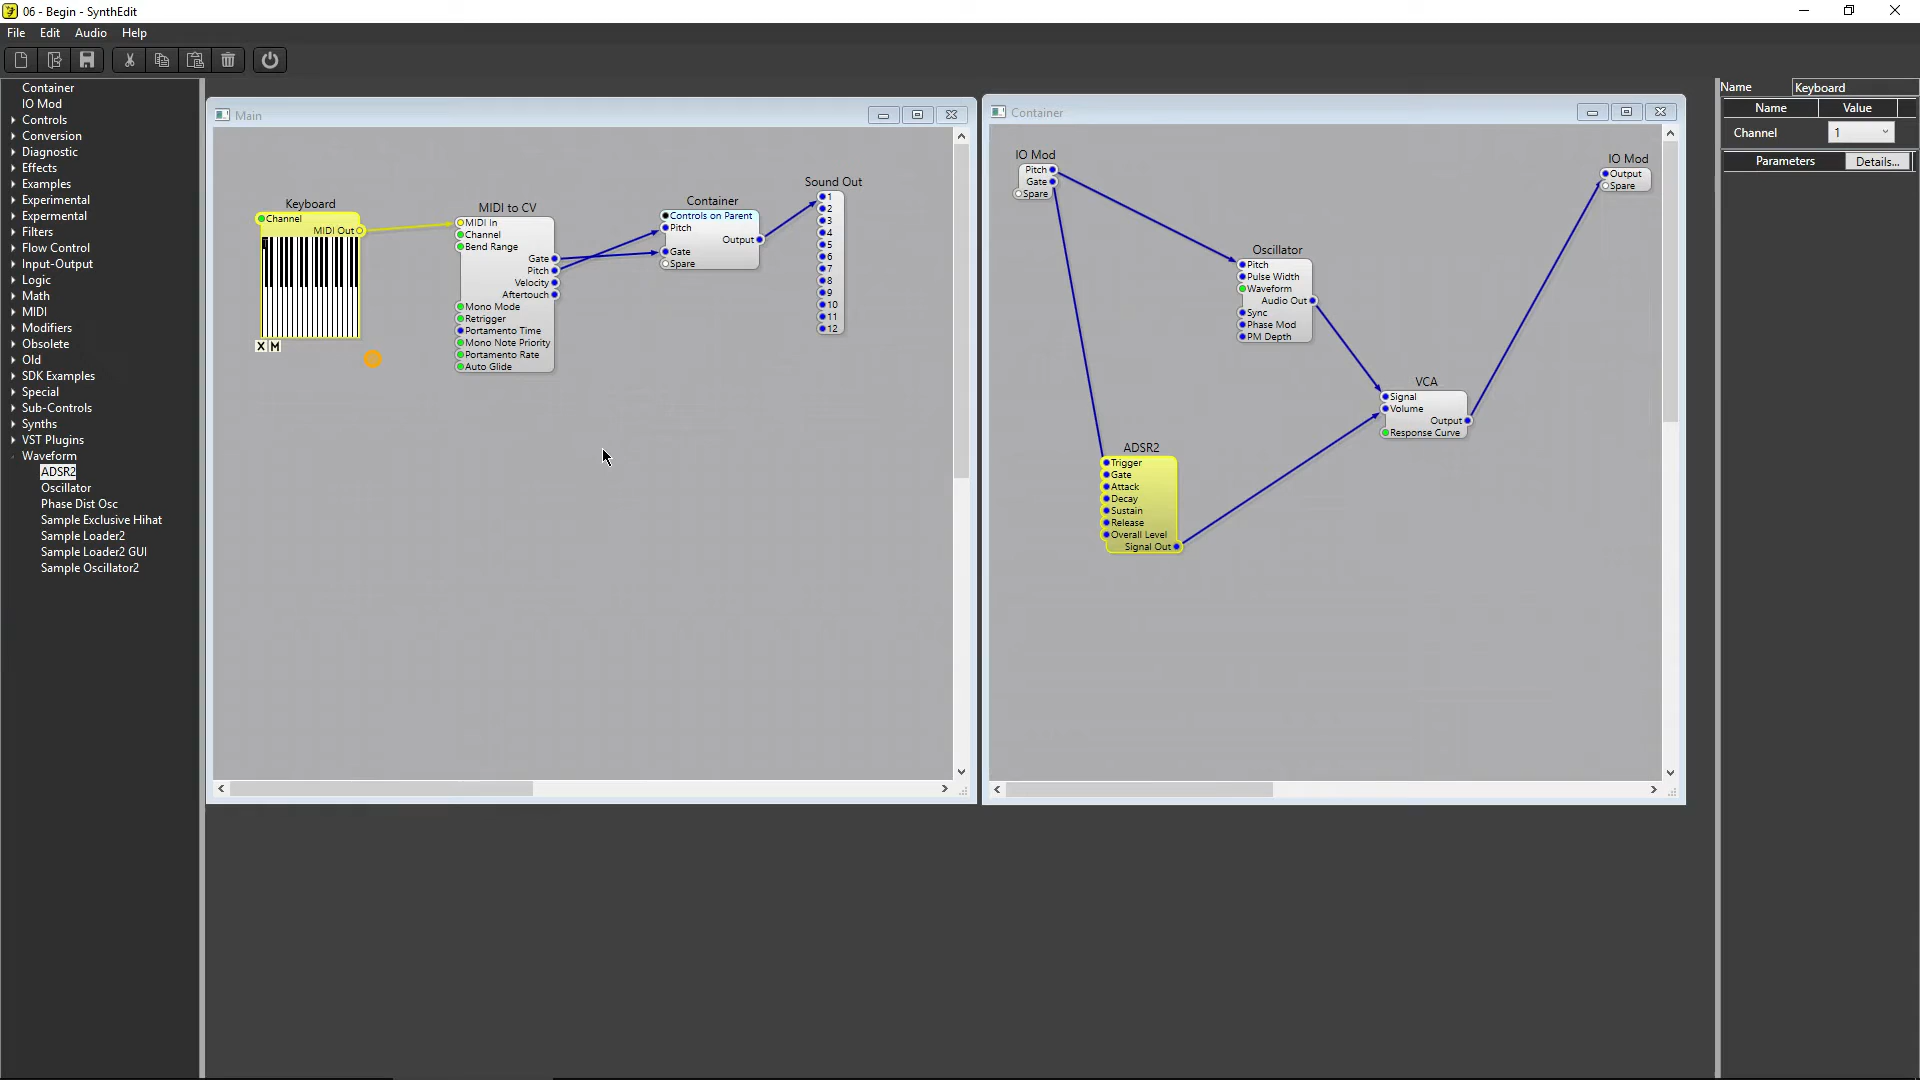 06 - Begin - SynthEdit
File Edit Audio Help
Container
IO Mod
Controls
Conversion
Diagnostic
Effects
Examples
Experimental
Expermental
Filters
Flow Control
Input-Output
Logic
Math
MIDI
Modifiers
Obsolete
Old
SDK Examples
Special
Sub-Controls
Synths
VST Plugins
Waveform
ADSR2
Oscillator
Phase Dist Osc
Sample Exclusive Hihat
Sample Loader2
Sample Loader2 GUI
Sample Oscillator2
Main
Keyboard
Channel
MIDI Out
X M
MIDI to CV
MIDI In
Channel
Bend Range
Gate
Pitch
Velocity
Aftertouch
Mono Mode
Retrigger
Portamento Time
Mono Note Priority
Portamento Rate
Auto Glide
Container
Controls on Parent
Pitch
Output
Gate
Spare
Sound Out
1
2
3
4
5
6
7
8
9
10
11
12
Container
IO Mod
Pitch
Gate
Spare
Oscillator
Pitch
Pulse Width
Waveform
Audio Out
Sync
Phase Mod
PM Depth
ADSR2
Trigger
Gate
Attack
Decay
Sustain
Release
Overall Level
Signal Out
VCA
Signal
Volume
Output
Response Curve
IO Mod
Output
Spare
Name Keyboard
Name Value
Channel 1
Parameters Details...